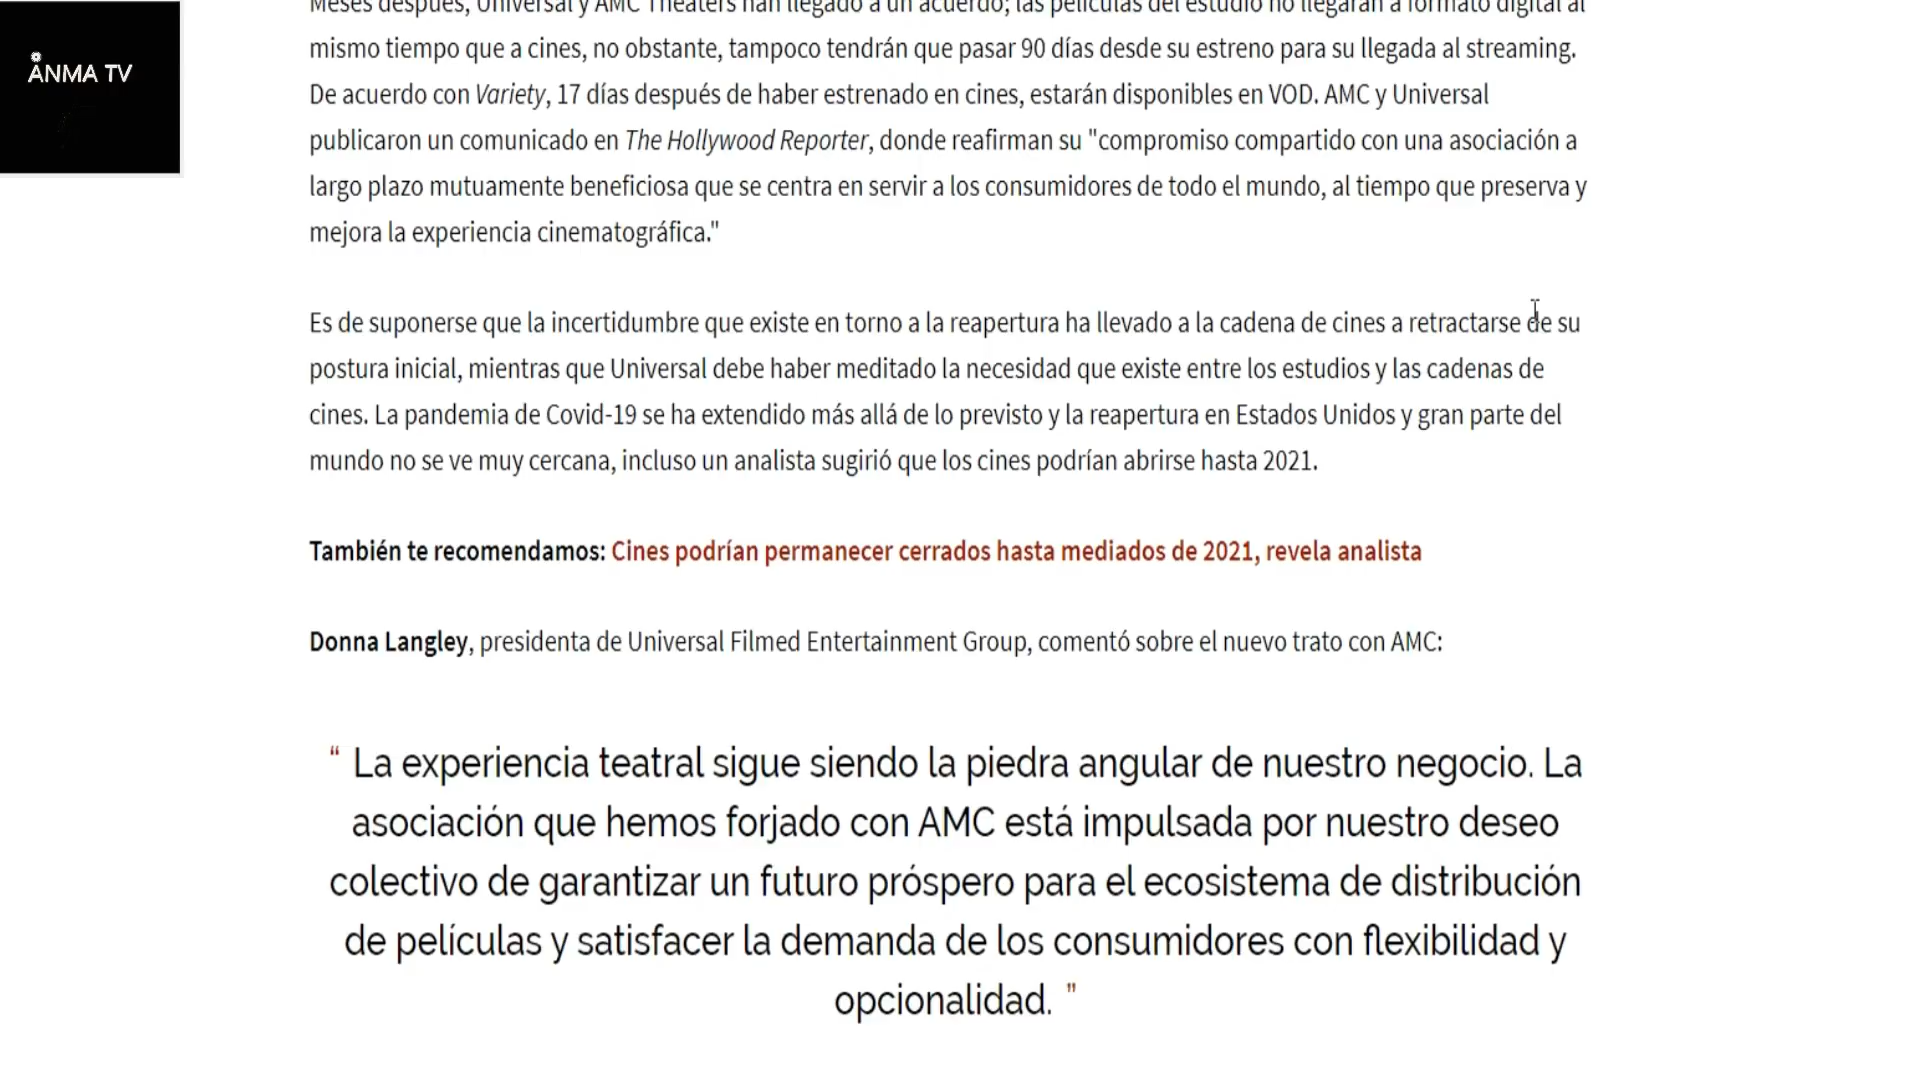 ANMA TV
Meses después, Universal y AMC Theaters han llegado a un acuerdo; las películas del estudio no llegarán a formato digital al
mismo tiempo que a cines, no obstante, tampoco tendrán que pasar 90 días desde su estreno para su llegada al streaming.
De acuerdo con Variety, 17 días después de haber estrenado en cines, estarán disponibles en VOD. AMC y Universal
publicaron un comunicado en The Hollywood Reporter, donde reafirman su "compromiso compartido con una asociación a
largo plazo mutuamente beneficiosa que se centra en servir a los consumidores de todo el mundo, al tiempo que preserva y
mejora la experiencia cinematográfica."
Es de suponerse que la incertidumbre que existe en torno a la reapertura ha llevado a la cadena de cines a retractarse de su
postura inicial, mientras que Universal debe haber meditado la necesidad que existe entre los estudios y las cadenas de
cines. La pandemia de Covid-19 se ha extendido más allá de lo previsto y la reapertura en Estados Unidos y gran parte del
mundo no se ve muy cercana, incluso un analista sugirió que los cines podrían abrirse hasta 2021.
También te recomendamos: Cines podrían permanecer cerrados hasta mediados de 2021, revela analista
Donna Langley, presidenta de Universal Filmed Entertainment Group, comentó sobre el nuevo trato con AMC:
“ La experiencia teatral sigue siendo la piedra angular de nuestro negocio. La
asociación que hemos forjado con AMC está impulsada por nuestro deseo
colectivo de garantizar un futuro próspero para el ecosistema de distribución
de películas y satisfacer la demanda de los consumidores con flexibilidad y
opcionalidad. ”